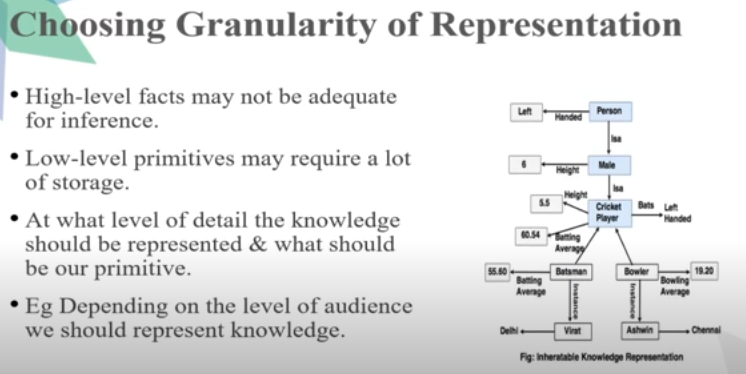 Choosing Granularity of Representation
• High-level facts may not be adequate
for inference.
• Low-level primitives may require a lot
of storage.
• At what level of detail the knowledge
should be represented & what should
be our primitive.
• Eg Depending on the level of audience
we should represent knowledge.
Left
Handed
Person
Isa
6
Height
Male
Isa
5.5
Height
Cricket
Player
Bats
Left
Handed
60.54
Batting
Average
55.60
Batting
Average
Batsman
Bowler
Bowling
Average
19.20
Instance
Instance
Delhi
Virat
Ashwin
Chennai
Fig: Inheratable Knowledge Representation